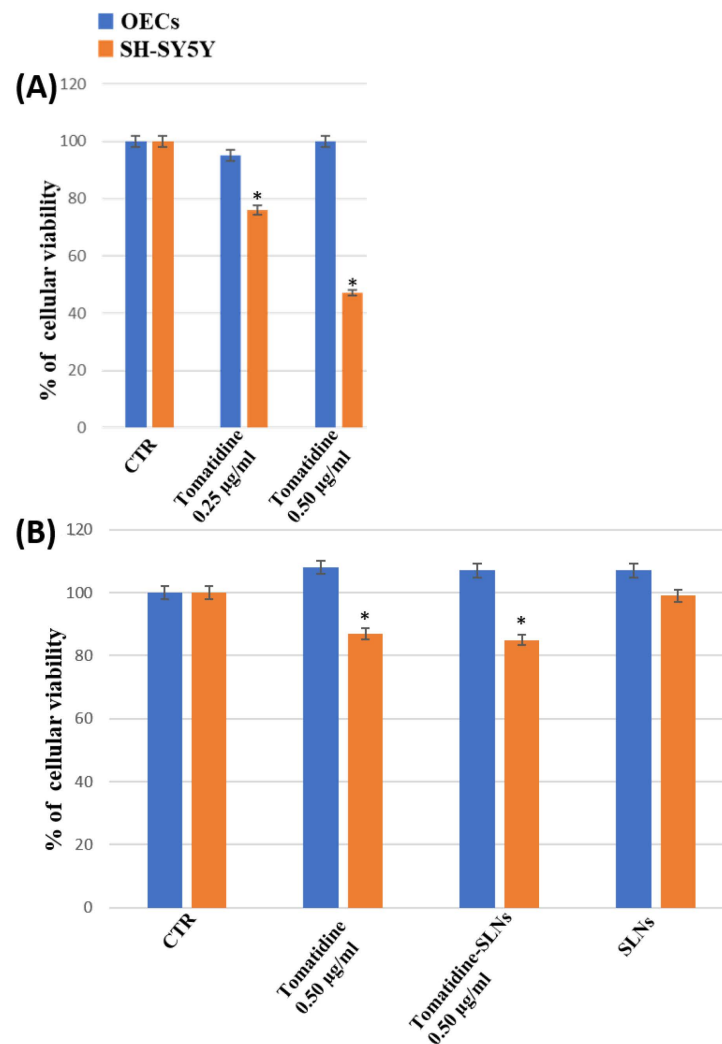 OECs
SH-SY5Y
(A)
120
100
80
60
40
20
0
% of cellular viability
*
*
CTR
Tomatidine
0.25 µg/ml
Tomatidine
0.50 µg/ml
(B)
120
100
80
60
40
20
0
% of cellular viability
*
*
CTR
Tomatidine
0.50 µg/ml
Tomatidine-SLNs
0.50 µg/ml
SLNs